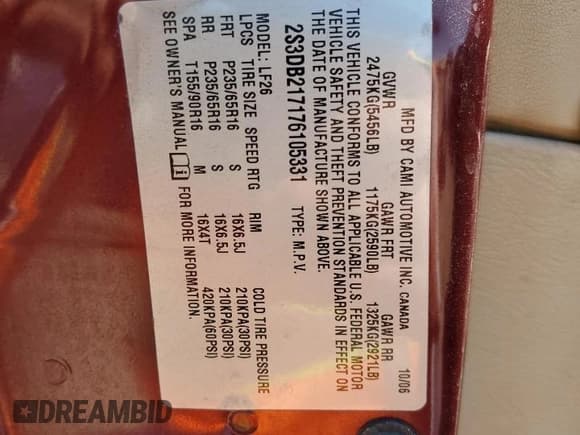 MFD BY CAMI AUTOMOTIVE INC. CANADA 10/06
GVWR GAWR FRT GAWR RR
2475KG(5456LB) 1175KG(2590LB) 1325KG(2921LB)
THIS VEHICLE CONFORMS TO ALL APPLICABLE U.S. FEDERAL MOTOR
VEHICLE SAFETY AND THEFT PREVENTION STANDARDS IN EFFECT ON
THE DATE OF MANUFACTURE SHOWN ABOVE.
2S3DB217176105331 TYPE: M.P.V.
MODEL: LF26
LPCS TIRE SIZE SPEED RTG RIM COLD TIRE PRESSURE
FRT P235/65R16 S 16X6.5J 210KPA(30PSI)
RR P235/65R16 S 16X6.5J 210KPA(30PSI)
SPA T155/90R16 M 16X4T 420KPA(60PSI)
SEE OWNER'S MANUAL i FOR MORE INFORMATION.
DREAMBID